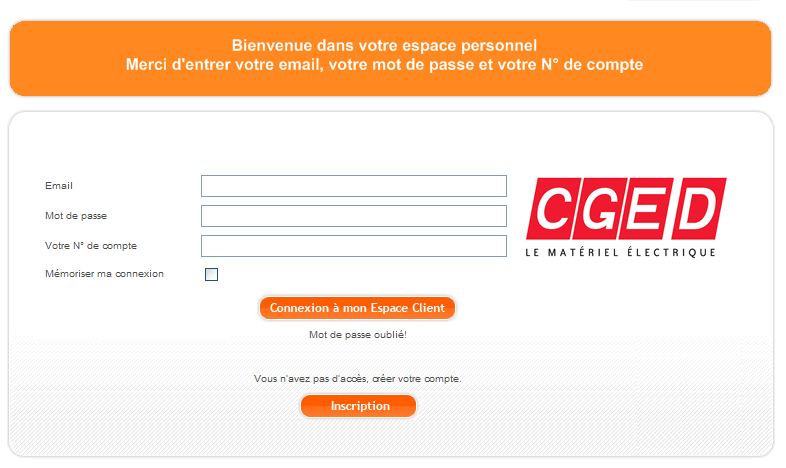 Bienvenue dans votre espace personnel
Merci d'entrer votre email, votre mot de passe et votre N° de compte
Email
Mot de passe
Votre N° de compte
Mémoriser ma connexion
CGED
LE MATÉRIEL ÉLECTRIQUE
Connexion à mon Espace Client
Mot de passe oublié!
Vous n'avez pas d'accès, créer votre compte.
Inscription